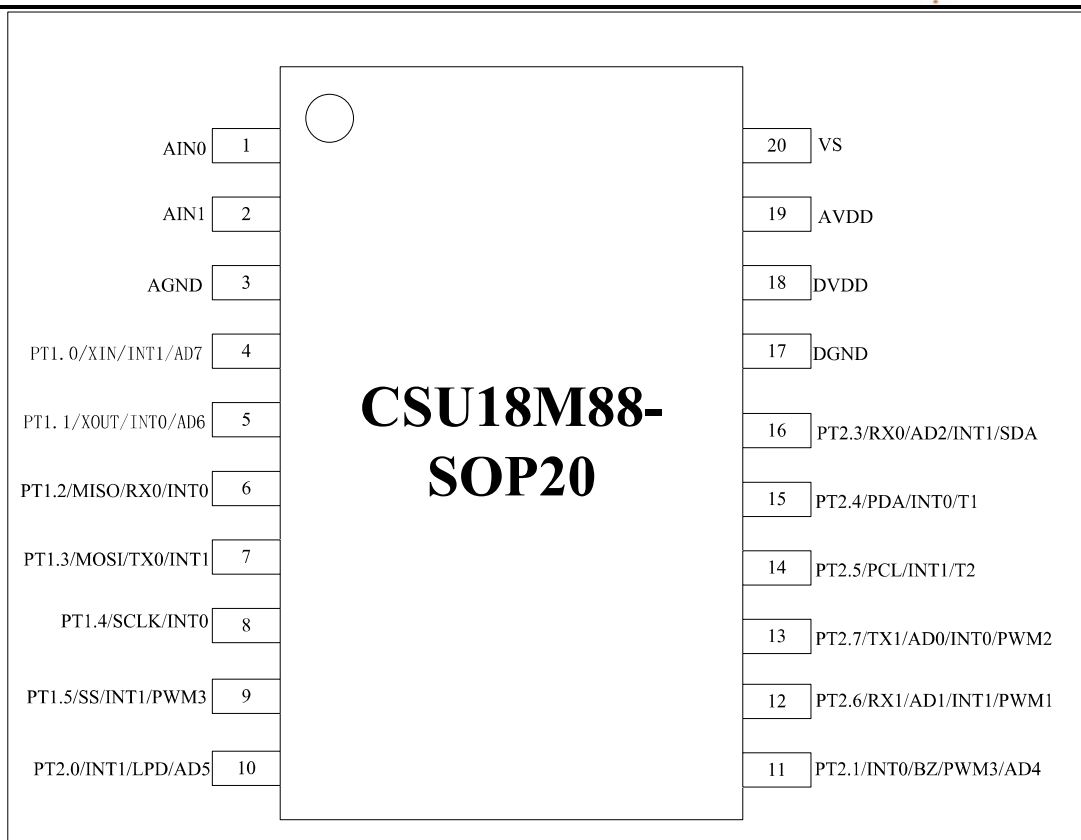 AIN0 1
AIN1 2
AGND 3
PT1.0/XIN/INT1/AD7 4
PT1.1/XOUT/INT0/AD6 5
PT1.2/MISO/RX0/INT0 6
PT1.3/MOSI/TX0/INT1 7
PT1.4/SCLK/INT0 8
PT1.5/SS/INT1/PWM3 9
PT2.0/INT1/LPD/AD5 10
CSU18M88-
SOP20
20 VS
19 AVDD
18 DVDD
17 DGND
16 PT2.3/RX0/AD2/INT1/SDA
15 PT2.4/PDA/INT0/T1
14 PT2.5/PCL/INT1/T2
13 PT2.7/TX1/AD0/INT0/PWM2
12 PT2.6/RX1/AD1/INT1/PWM1
11 PT2.1/INT0/BZ/PWM3/AD4